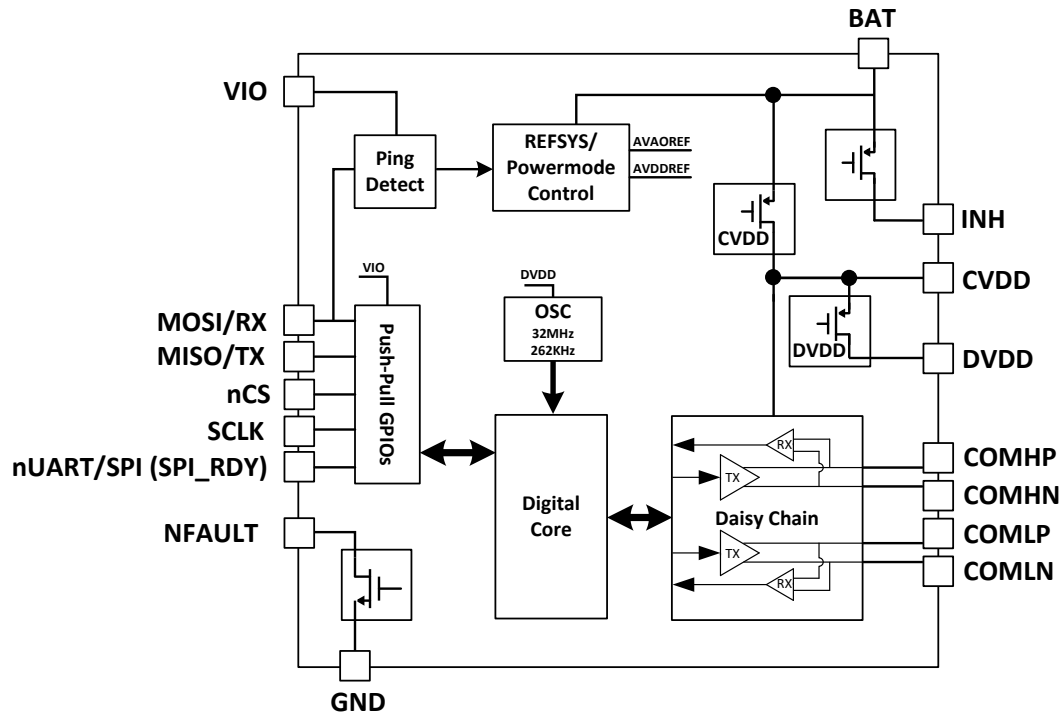 BAT
VIO
Ping
Detect
REFSYS/
Powermode
Control
AVAOREF
AVDDREF
INH
CVDD
CVDD
DVDD
DVDD
VIO
Push-Pull GPIOs
MOSI/RX
MISO/TX
nCS
SCLK
nUART/SPI (SPI_RDY)
DVDD
OSC
32MHz
262KHz
Digital
Core
RX
TX
Daisy Chain
TX
RX
COMHP
COMHN
COMLP
COMLN
NFAULT
GND